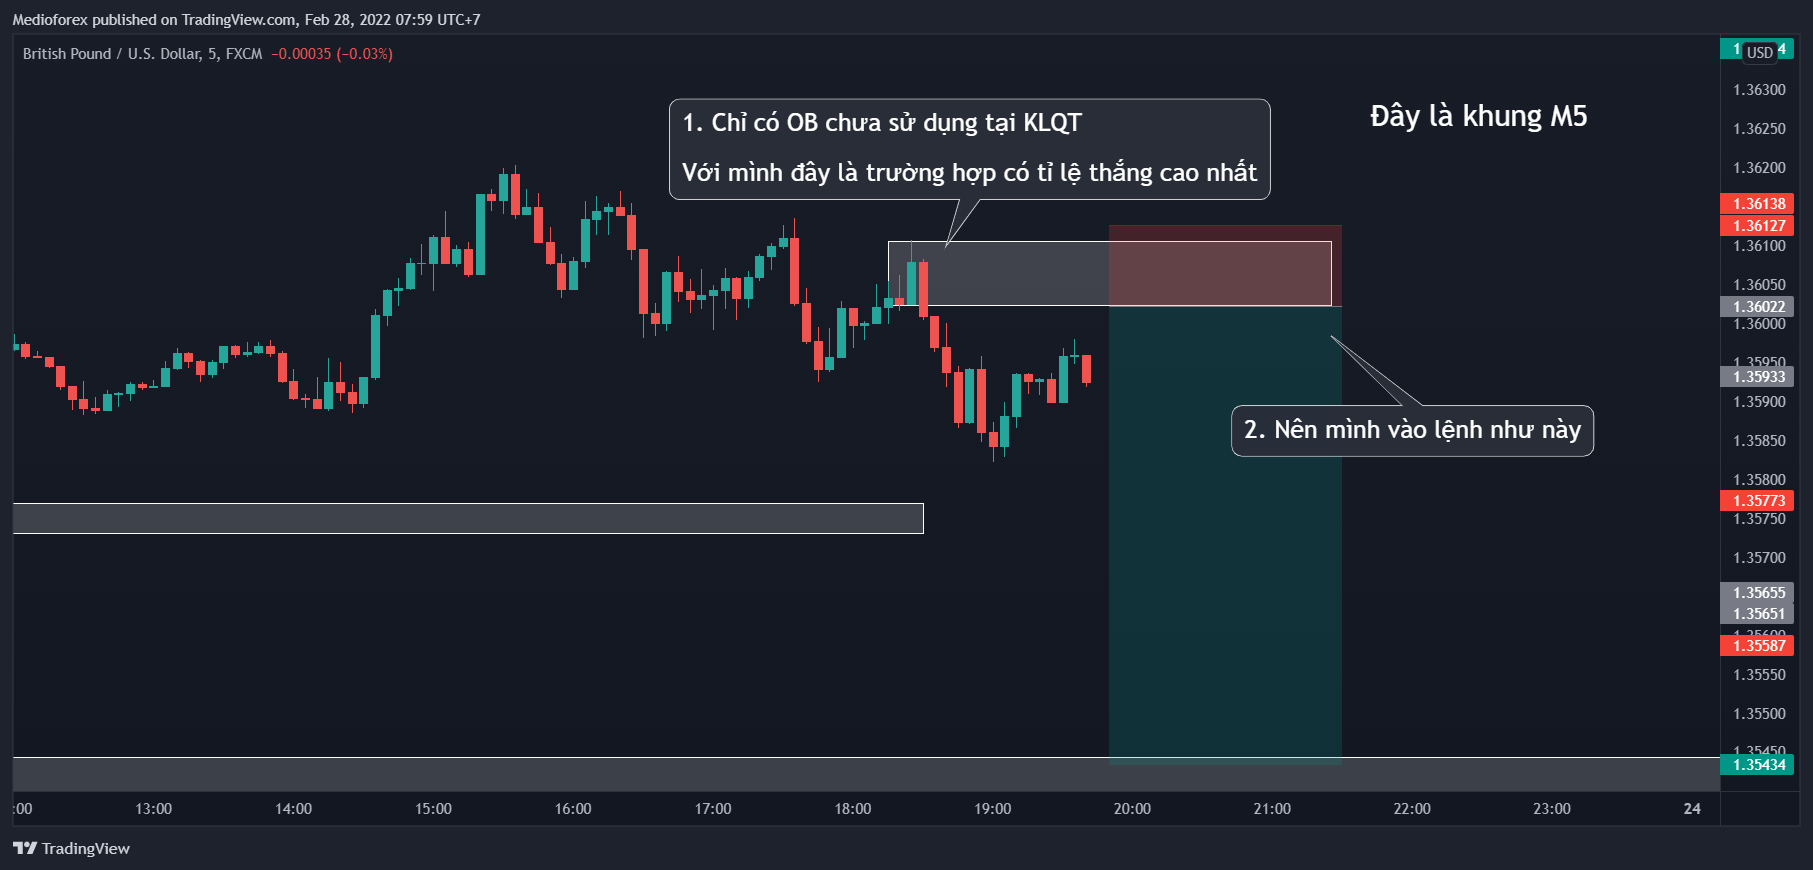 Medioforex published on TradingView.com, Feb 28, 2022 07:59 UTC+7
British Pound / U.S. Dollar, 5, FXCM −0.00035 (−0.03%)
USD
1. Chỉ có OB chưa sử dụng tại KLQT
Với mình đây là trường hợp có tỉ lệ thắng cao nhất
Đây là khung M5
2. Nên mình vào lệnh như này
1.36300
1.36250
1.36200
1.36138
1.36127
1.36100
1.36050
1.36022
1.36000
1.35950
1.35933
1.35900
1.35850
1.35800
1.35773
1.35750
1.35700
1.35655
1.35651
1.35600
1.35587
1.35550
1.35500
1.35450
1.35434
:00 13:00 14:00 15:00 16:00 17:00 18:00 19:00 20:00 21:00 22:00 23:00 24
TradingView